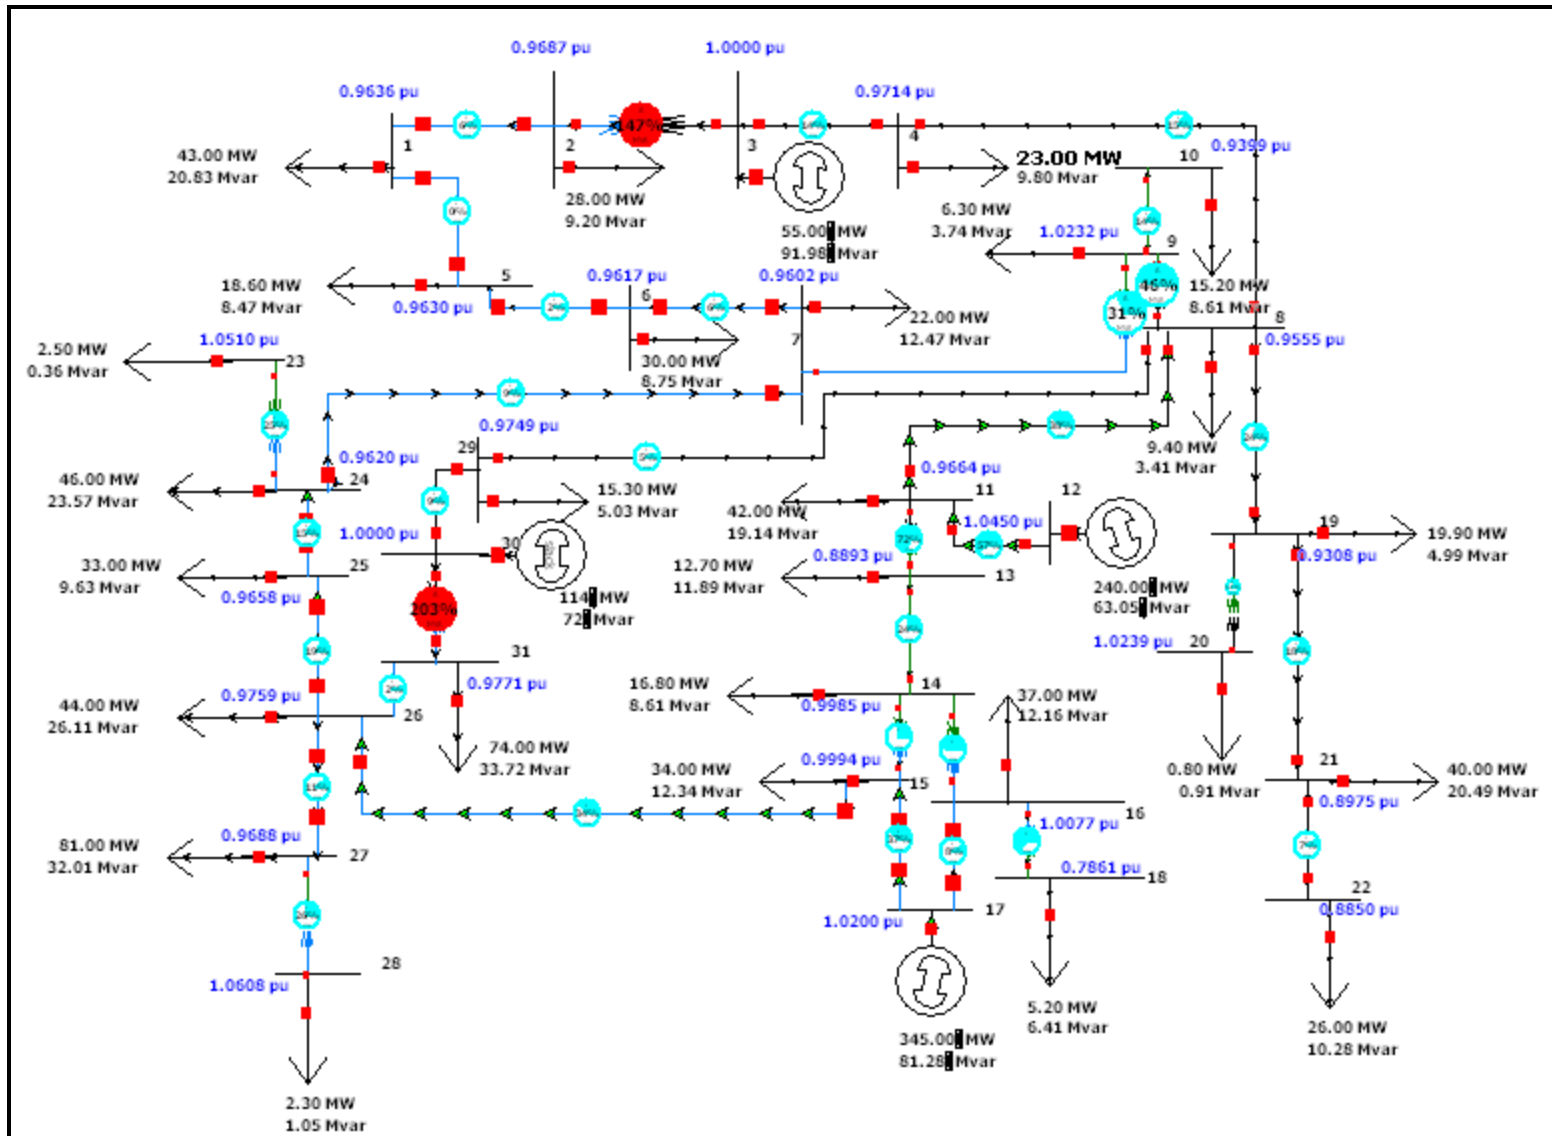 0.9687 pu
1.0000 pu
0.9636 pu
0.9714 pu
147%
1
2
3
4
0.9399 pu
43.00 MW
20.83 Mvar
28.00 MW
9.20 Mvar
23.00 MW
9.80 Mvar
10
55.00 MW
91.98 Mvar
6.30 MW
3.74 Mvar
1.0232 pu
9
46%
31%
15.20 MW
8.61 Mvar
8
0.9555 pu
18.60 MW
8.47 Mvar
5
0.9630 pu
0.9617 pu
6
0.9602 pu
7
22.00 MW
12.47 Mvar
30.00 MW
8.75 Mvar
1.0510 pu
23
2.50 MW
0.36 Mvar
0.9749 pu
29
9.40 MW
3.41 Mvar
0.9620 pu
24
46.00 MW
23.57 Mvar
15.30 MW
5.03 Mvar
0.9664 pu
11
12
42.00 MW
19.14 Mvar
1.0450 pu
19
19.90 MW
4.99 Mvar
0.9308 pu
1.0000 pu
30
33.00 MW
9.63 Mvar
25
0.9658 pu
0.8893 pu
12.70 MW
11.89 Mvar
13
240.00 MW
63.05 Mvar
114 MW
72 Mvar
203%
31
0.9771 pu
1.0239 pu
20
0.9759 pu
44.00 MW
26.11 Mvar
26
16.80 MW
8.61 Mvar
14
0.9985 pu
37.00 MW
12.16 Mvar
74.00 MW
33.72 Mvar
0.9994 pu
34.00 MW
12.34 Mvar
15
0.80 MW
0.91 Mvar
21
40.00 MW
20.49 Mvar
0.8975 pu
16
1.0077 pu
0.9688 pu
81.00 MW
32.01 Mvar
27
0.7861 pu
18
22
0.8850 pu
17
1.0200 pu
28
1.0608 pu
5.20 MW
6.41 Mvar
345.00 MW
81.28 Mvar
26.00 MW
10.28 Mvar
2.30 MW
1.05 Mvar